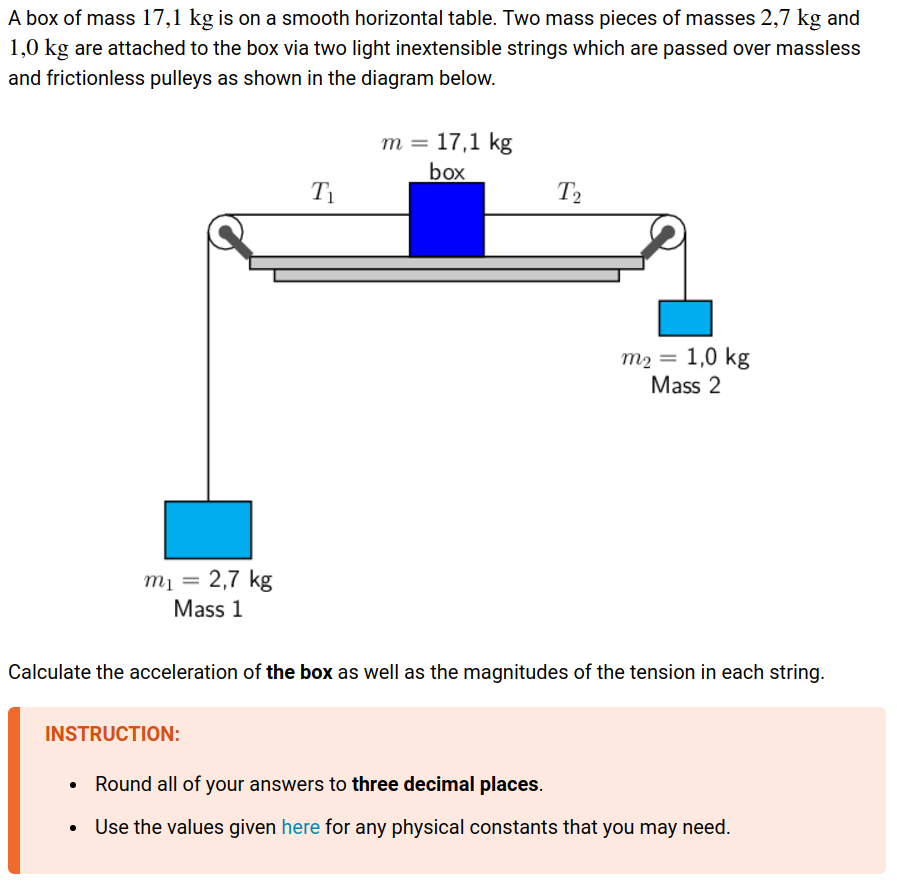 A box of mass 17,1 kg is on a smooth horizontal table. Two mass pieces of masses 2,7 kg and
1,0 kg are attached to the box via two light inextensible strings which are passed over massless
and frictionless pulleys as shown in the diagram below.
m = 17,1 kg
box
T₁
T₂
m₂ = 1,0 kg
Mass 2
m₁ = 2,7 kg
Mass 1
Calculate the acceleration of the box as well as the magnitudes of the tension in each string.
INSTRUCTION:
• Round all of your answers to three decimal places.
• Use the values given here for any physical constants that you may need.